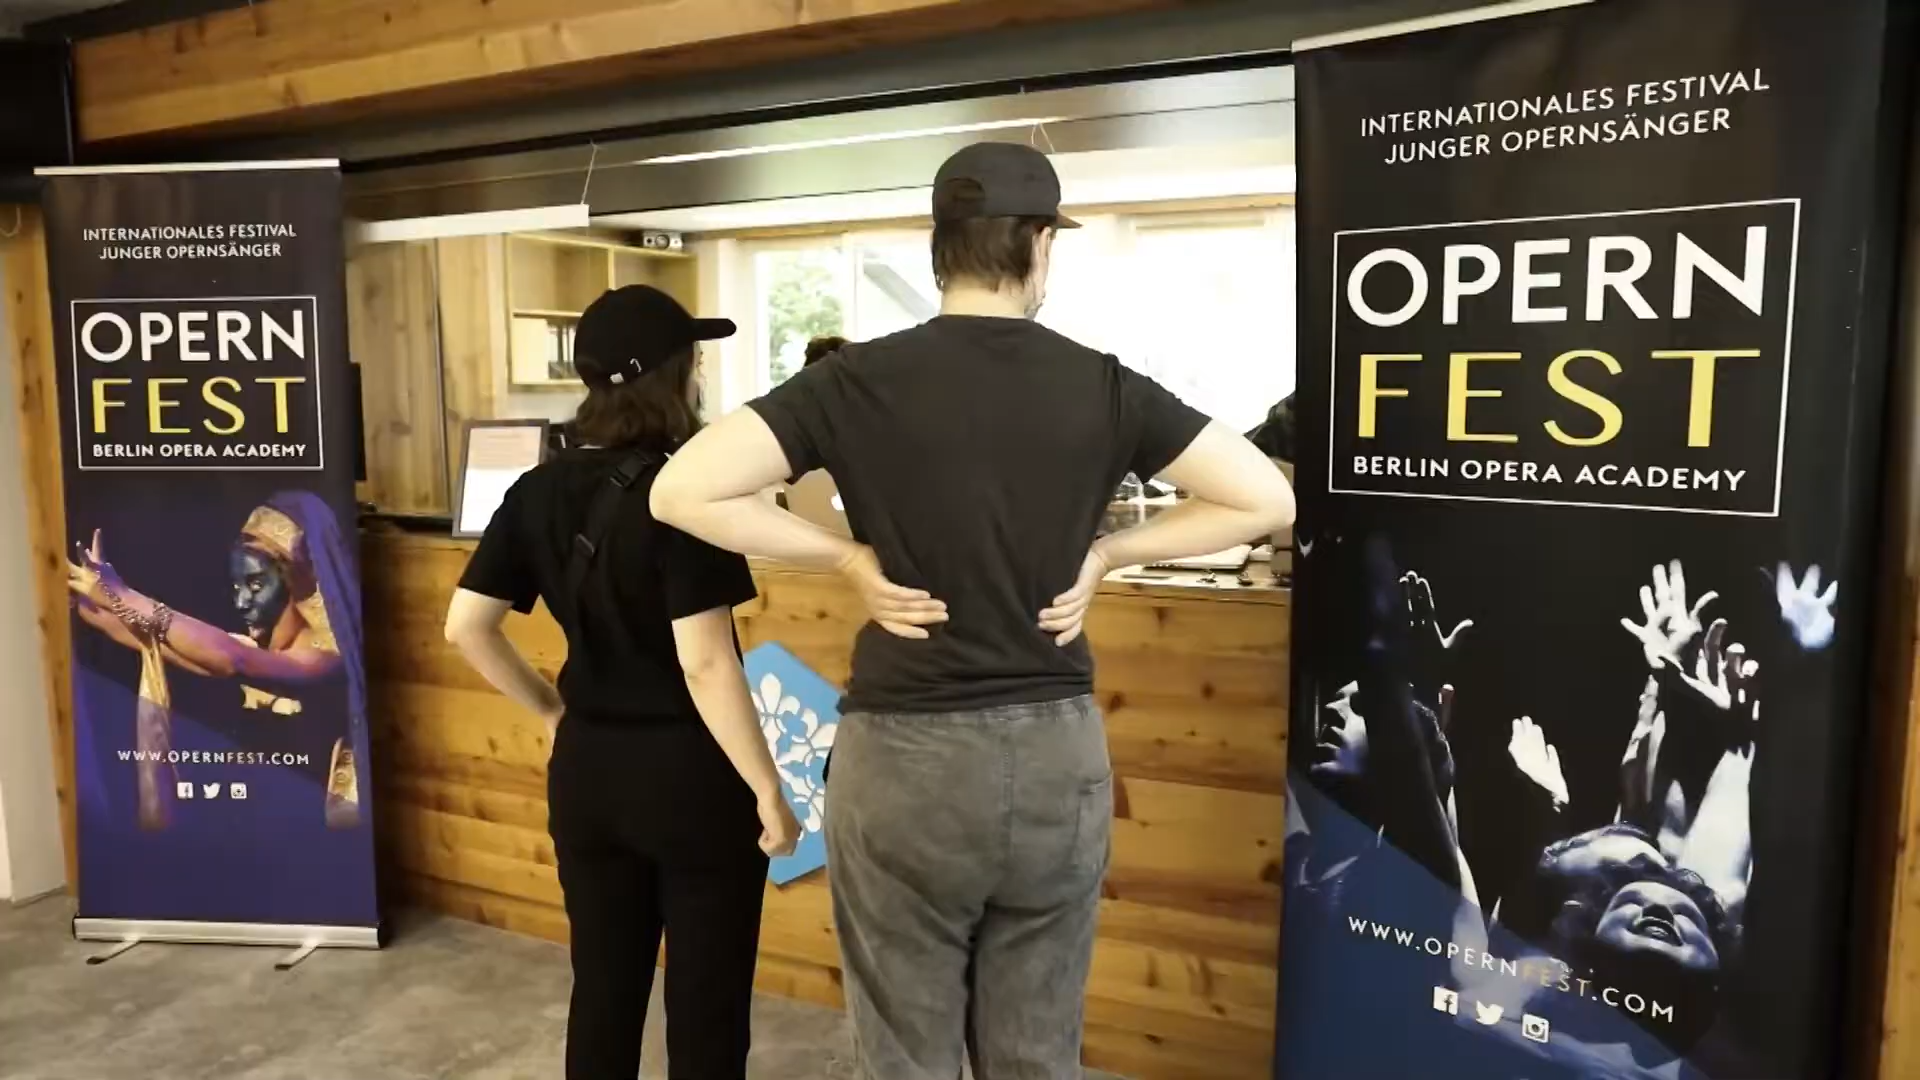 INTERNATIONALES FESTIVAL
JUNGER OPERNSÄNGER
OPERN
FEST
BERLIN OPERA ACADEMY
WWW.OPERNFEST.COM
INTERNATIONALES FESTIVAL
JUNGER OPERNSÄNGER
OPERN
FEST
BERLIN OPERA ACADEMY
WWW.OPERNFEST.COM